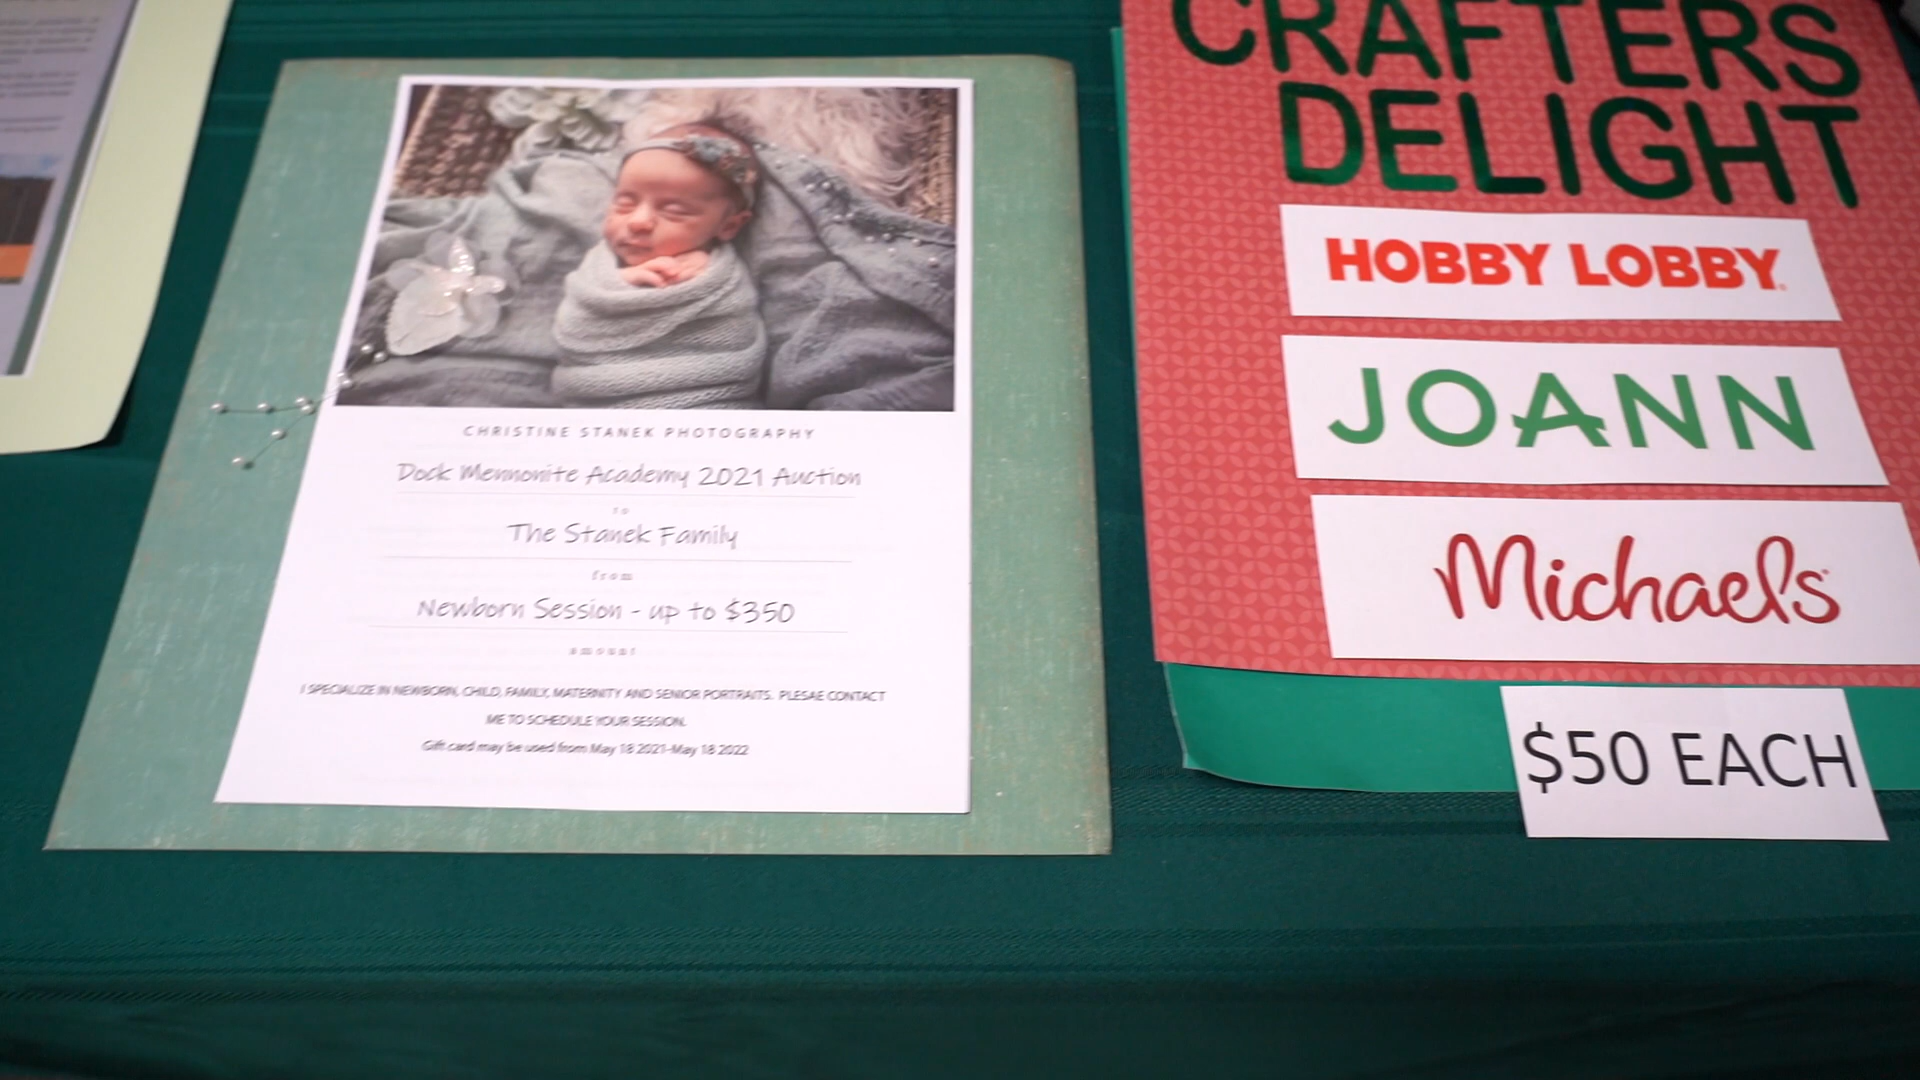 CHRISTINE STANEK PHOTOGRAPHY
Dock Mennonite Academy 2021 Auction
to
The Stanek Family
from
Newborn Session - up to $350
amount
I SPECIALIZE IN NEWBORN, CHILD, FAMILY, MATERNITY AND SENIOR PORTRAITS. PLESAE CONTACT
ME TO SCHEDULE YOUR SESSION.
Gift card may be used from May 18 2021-May 18 2022
CRAFTERS
DELIGHT
HOBBY LOBBY
JOANN
Michaels
$50 EACH